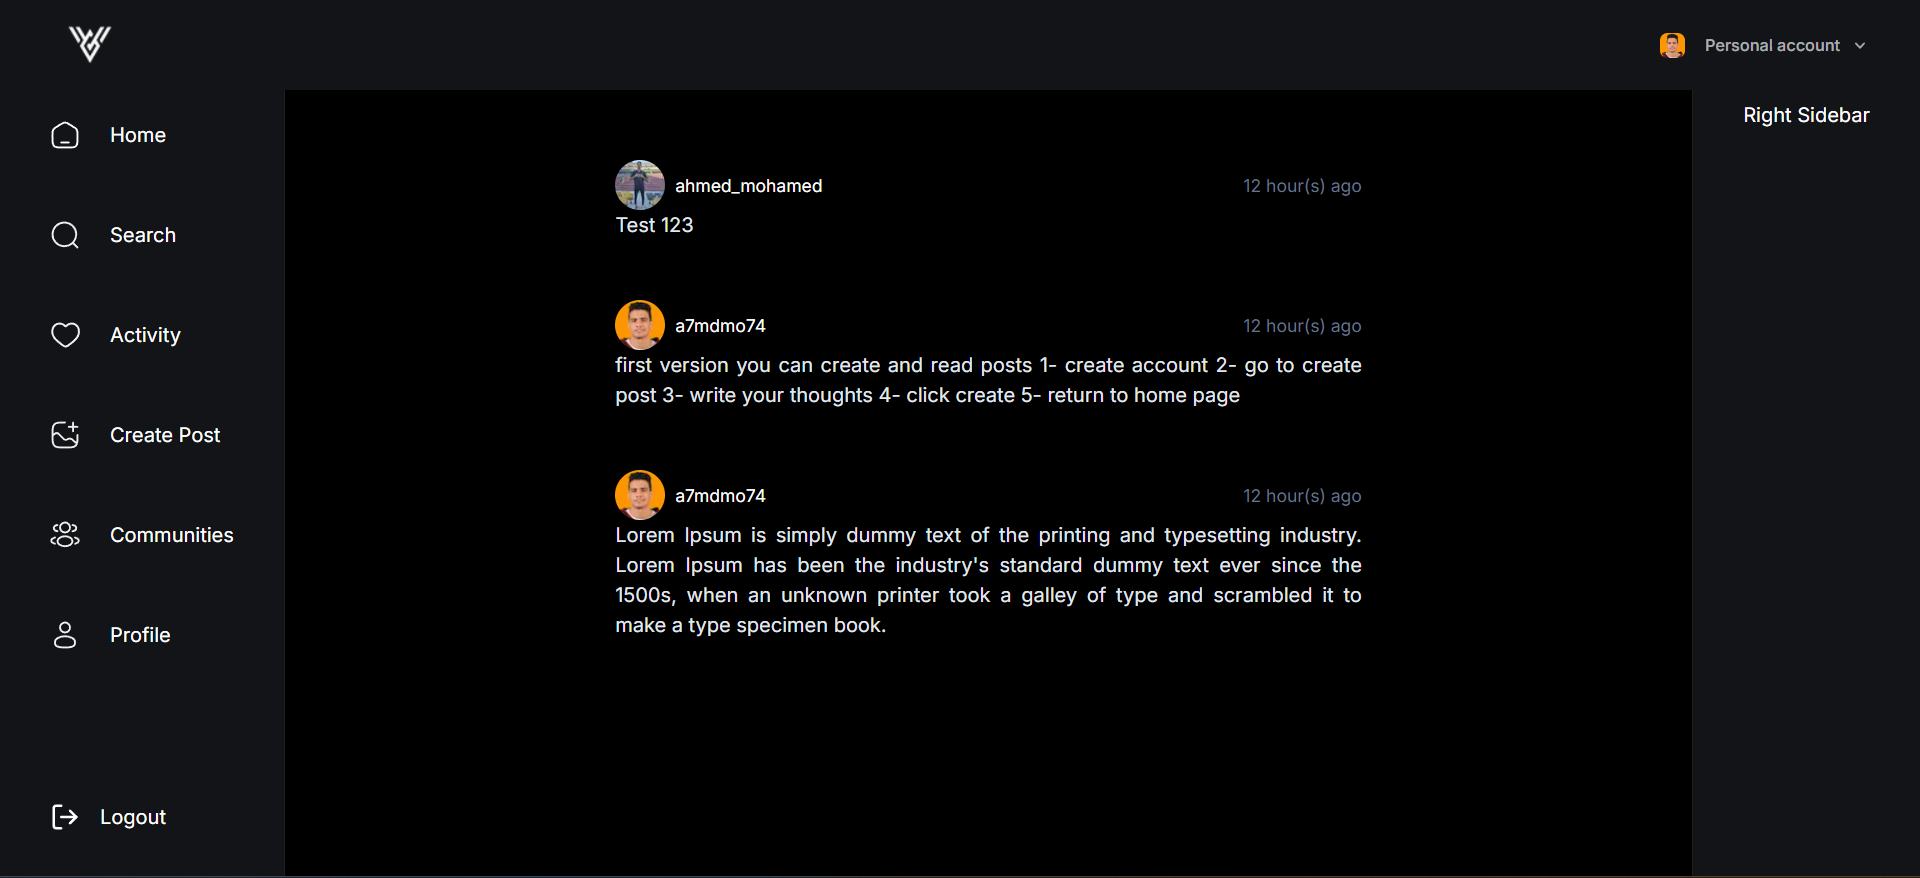 Personal account
Home
Search
Activity
Create Post
Communities
Profile
Logout
ahmed_mohamed
12 hour(s) ago
Test 123
a7mdmo74
12 hour(s) ago
first version you can create and read posts 1- create account 2- go to create
post 3- write your thoughts 4- click create 5- return to home page
a7mdmo74
12 hour(s) ago
Lorem Ipsum is simply dummy text of the printing and typesetting industry.
Lorem Ipsum has been the industry's standard dummy text ever since the
1500s, when an unknown printer took a galley of type and scrambled it to
make a type specimen book.
Right Sidebar